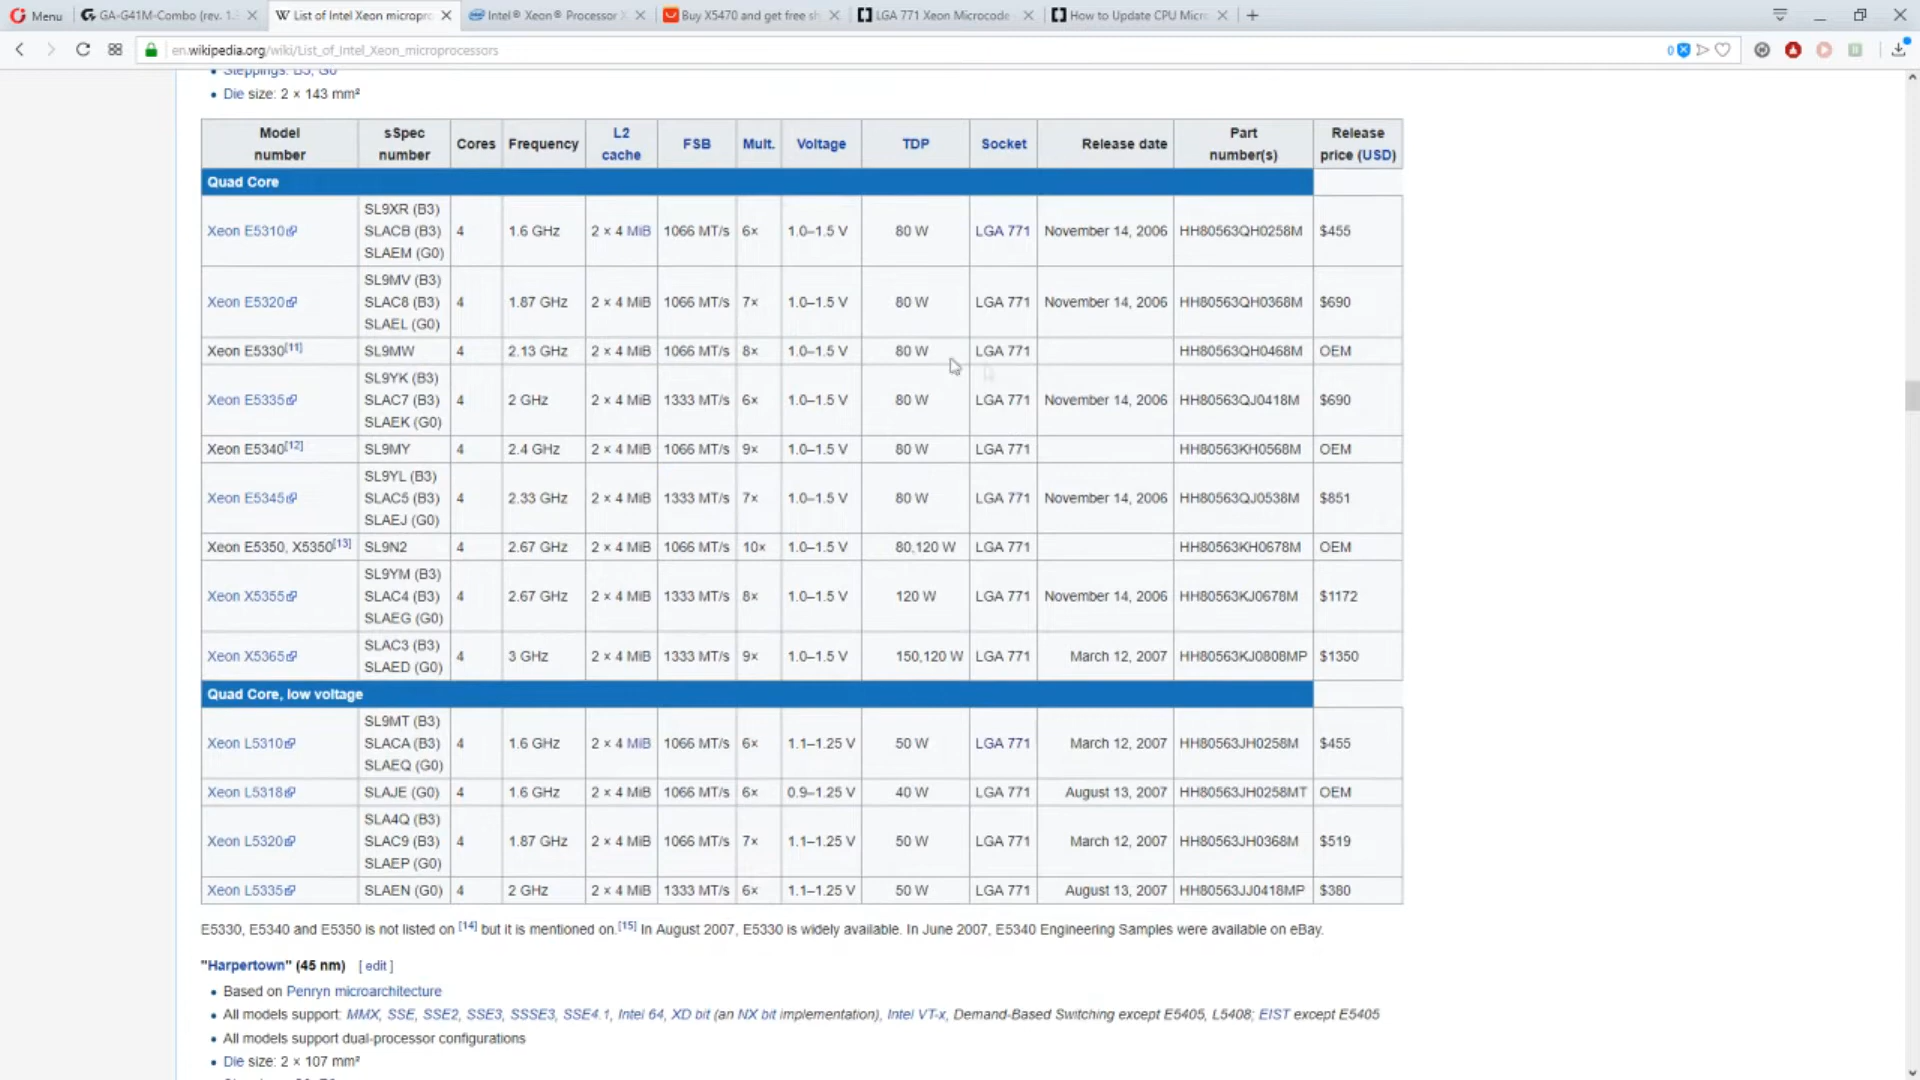 Menu
GA-G41M-Combo (rev. 1.
List of Intel Xeon micropro
Intel® Xeon® Processor X
Buy X5470 and get free sh
LGA 771 Xeon Microcode
How to Update CPU Micr
en.wikipedia.org/wiki/List_of_Intel_Xeon_microprocessors
0
Steppings: B3, G0
• Die size: 2 × 143 mm²
Model number sSpec number Cores Frequency L2 cache FSB Mult. Voltage TDP Socket Release date Part number(s) Release price (USD)
Quad Core
Xeon E5310 SL9XR (B3) SLACB (B3) SLAEM (G0) 4 1.6 GHz 2 × 4 MiB 1066 MT/s 6× 1.0–1.5 V 80 W LGA 771 November 14, 2006 HH80563QH0258M $455
Xeon E5320 SL9MV (B3) SLAC8 (B3) SLAEL (G0) 4 1.87 GHz 2 × 4 MiB 1066 MT/s 7× 1.0–1.5 V 80 W LGA 771 November 14, 2006 HH80563QH0368M $690
Xeon E5330[11] SL9MW 4 2.13 GHz 2 × 4 MiB 1066 MT/s 8× 1.0–1.5 V 80 W LGA 771 HH80563QH0468M OEM
Xeon E5335 SL9YK (B3) SLAC7 (B3) SLAEK (G0) 4 2 GHz 2 × 4 MiB 1333 MT/s 6× 1.0–1.5 V 80 W LGA 771 November 14, 2006 HH80563QJ0418M $690
Xeon E5340[12] SL9MY 4 2.4 GHz 2 × 4 MiB 1066 MT/s 9× 1.0–1.5 V 80 W LGA 771 HH80563KH0568M OEM
Xeon E5345 SL9YL (B3) SLAC5 (B3) SLAEJ (G0) 4 2.33 GHz 2 × 4 MiB 1333 MT/s 7× 1.0–1.5 V 80 W LGA 771 November 14, 2006 HH80563QJ0538M $851
Xeon E5350, X5350[13] SL9N2 4 2.67 GHz 2 × 4 MiB 1066 MT/s 10× 1.0–1.5 V 80,120 W LGA 771 HH80563KH0678M OEM
Xeon X5355 SL9YM (B3) SLAC4 (B3) SLAEG (G0) 4 2.67 GHz 2 × 4 MiB 1333 MT/s 8× 1.0–1.5 V 120 W LGA 771 November 14, 2006 HH80563KJ0678M $1172
Xeon X5365 SLAC3 (B3) SLAED (G0) 4 3 GHz 2 × 4 MiB 1333 MT/s 9× 1.0–1.5 V 150,120 W LGA 771 March 12, 2007 HH80563KJ0808MP $1350
Quad Core, low voltage
Xeon L5310 SL9MT (B3) SLACA (B3) SLAEQ (G0) 4 1.6 GHz 2 × 4 MiB 1066 MT/s 6× 1.1–1.25 V 50 W LGA 771 March 12, 2007 HH80563JH0258M $455
Xeon L5318 SLAJE (G0) 4 1.6 GHz 2 × 4 MiB 1066 MT/s 6× 0.9–1.25 V 40 W LGA 771 August 13, 2007 HH80563JH0258MT OEM
Xeon L5320 SLA4Q (B3) SLAC9 (B3) SLAEP (G0) 4 1.87 GHz 2 × 4 MiB 1066 MT/s 7× 1.1–1.25 V 50 W LGA 771 March 12, 2007 HH80563JH0368M $519
Xeon L5335 SLAEN (G0) 4 2 GHz 2 × 4 MiB 1333 MT/s 6× 1.1–1.25 V 50 W LGA 771 August 13, 2007 HH80563JJ0418MP $380
E5330, E5340 and E5350 is not listed on [14] but it is mentioned on.[15] In August 2007, E5330 is widely available. In June 2007, E5340 Engineering Samples were available on eBay.
"Harpertown" (45 nm) [ edit ]
• Based on Penryn microarchitecture
• All models support: MMX, SSE, SSE2, SSE3, SSSE3, SSE4.1, Intel 64, XD bit (an NX bit implementation), Intel VT-x, Demand-Based Switching except E5405, L5408; EIST except E5405
• All models support dual-processor configurations
• Die size: 2 × 107 mm²